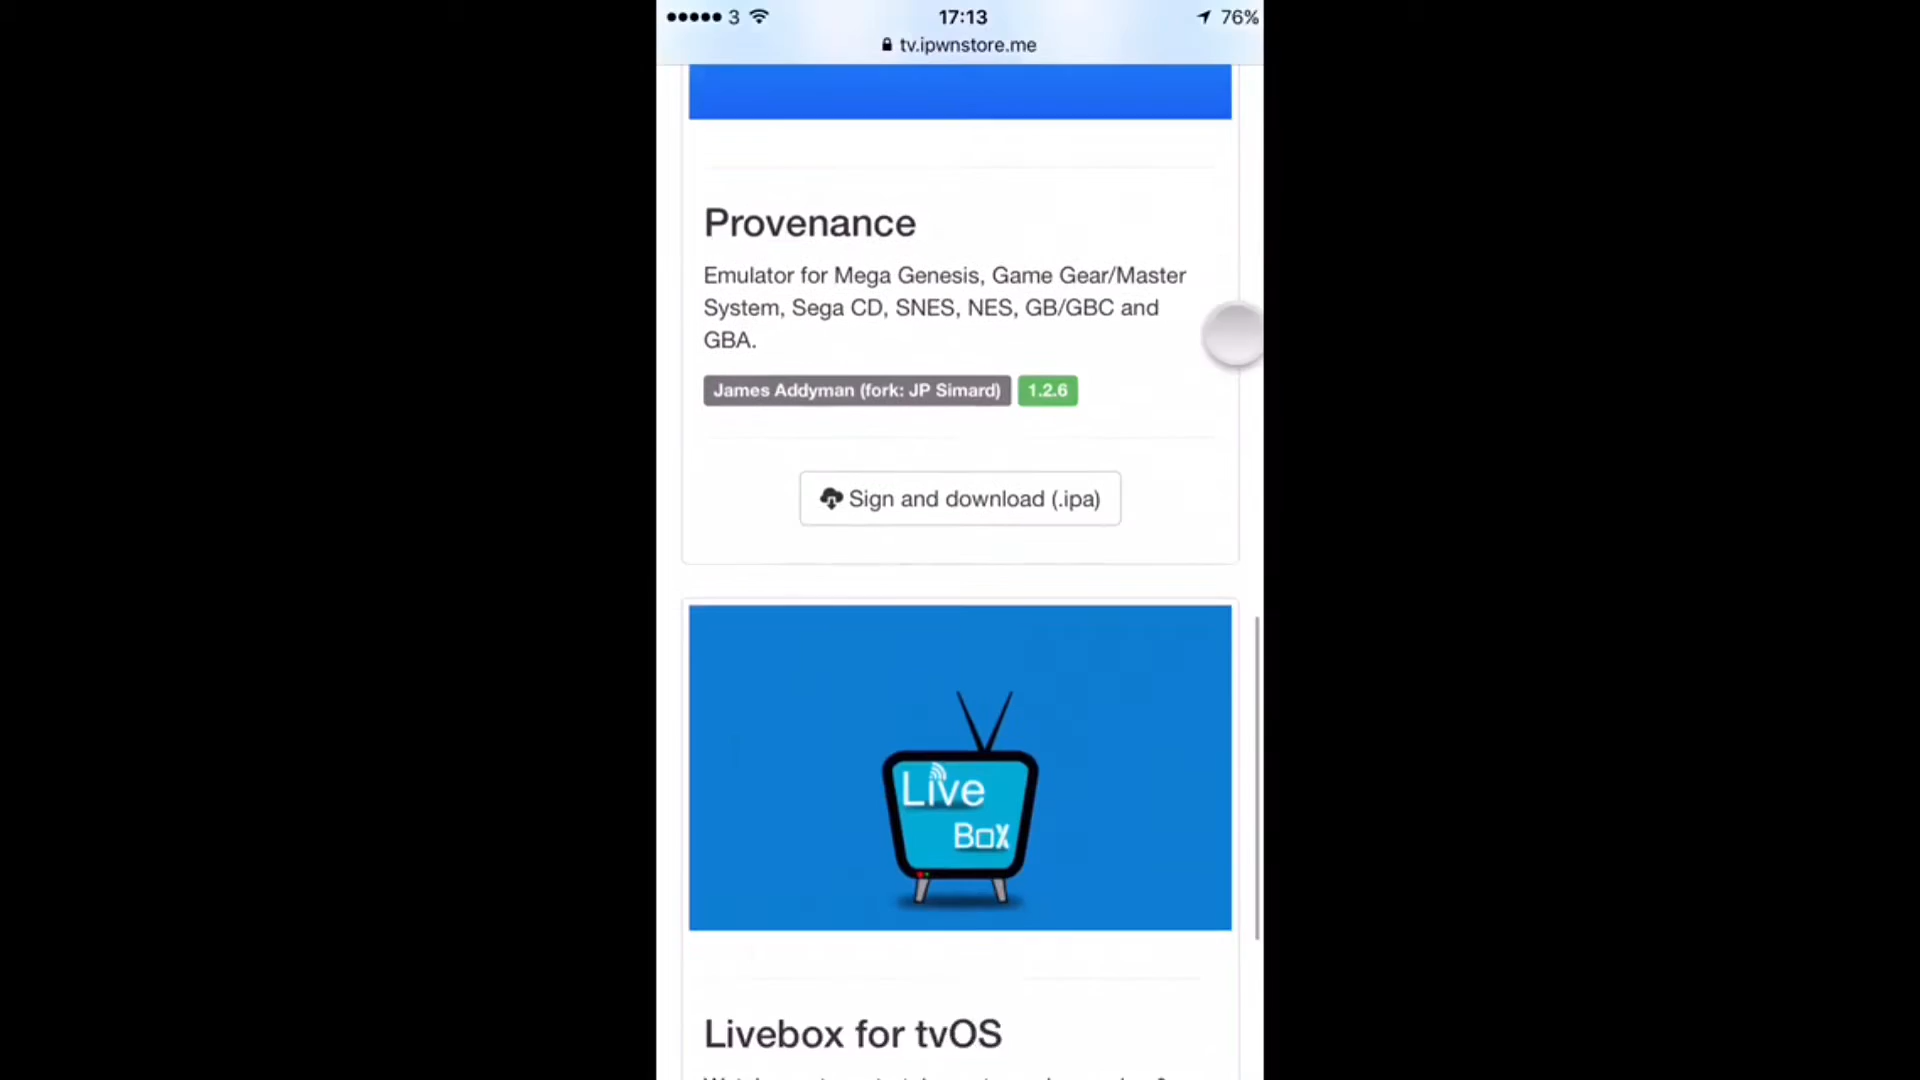 3 17:13 76%
tv.ipwnstore.me
Provenance
Emulator for Mega Genesis, Game Gear/Master
System, Sega CD, SNES, NES, GB/GBC and
GBA.
James Addyman (fork: JP Simard) 1.2.6
Sign and download (.ipa)
Live
Box
Livebox for tvOS